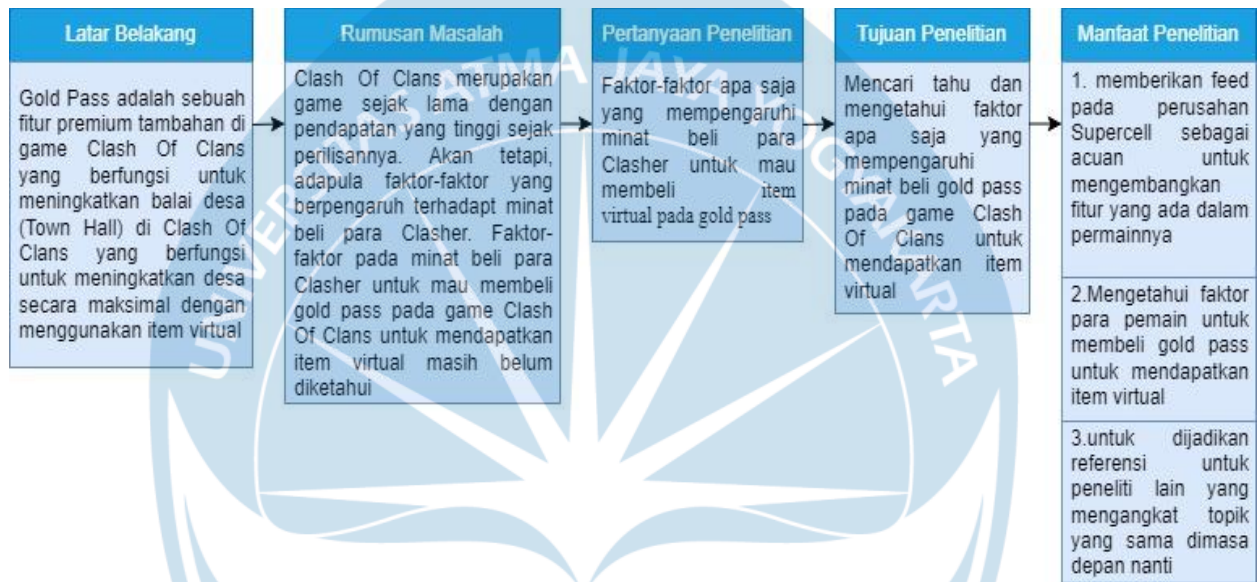 Latar Belakang
Gold Pass adalah sebuah
fitur premium tambahan di
game Clash Of Clans
yang berfungsi untuk
meningkatkan balai desa
(Town Hall) di Clash Of
Clans yang berfungsi
untuk meningkatkan desa
secara maksimal dengan
menggunakan item virtual
Rumusan Masalah
Clash Of Clans merupakan
game sejak lama dengan
pendapatan yang tinggi sejak
perilisannya. Akan tetapi,
adapula faktor-faktor yang
berpengaruh terhadapt minat
beli para Clasher. Faktor-
faktor pada minat beli para
Clasher untuk mau membeli
gold pass pada game Clash
Of Clans untuk mendapatkan
item virtual masih belum
diketahui
Pertanyaan Penelitian
Faktor-faktor apa saja
yang mempengaruhi
minat beli para
Clasher untuk mau
membeli item
virtual pada gold pass
Tujuan Penelitian
Mencari tahu dan
mengetahui faktor
apa saja yang
mempengaruhi
minat beli gold pass
pada game Clash
Of Clans untuk
mendapatkan item
virtual
Manfaat Penelitian
1. memberikan feed
pada perusahan
Supercell sebagai
acuan untuk
mengembangkan
fitur yang ada dalam
permainnya
2.Mengetahui faktor
para pemain untuk
membeli gold pass
untuk mendapatkan
item virtual
3.untuk dijadikan
referensi untuk
peneliti lain yang
mengangkat topik
yang sama dimasa
depan nanti
UNIVERSITAS ATMA JAYA YOGYAKARTA